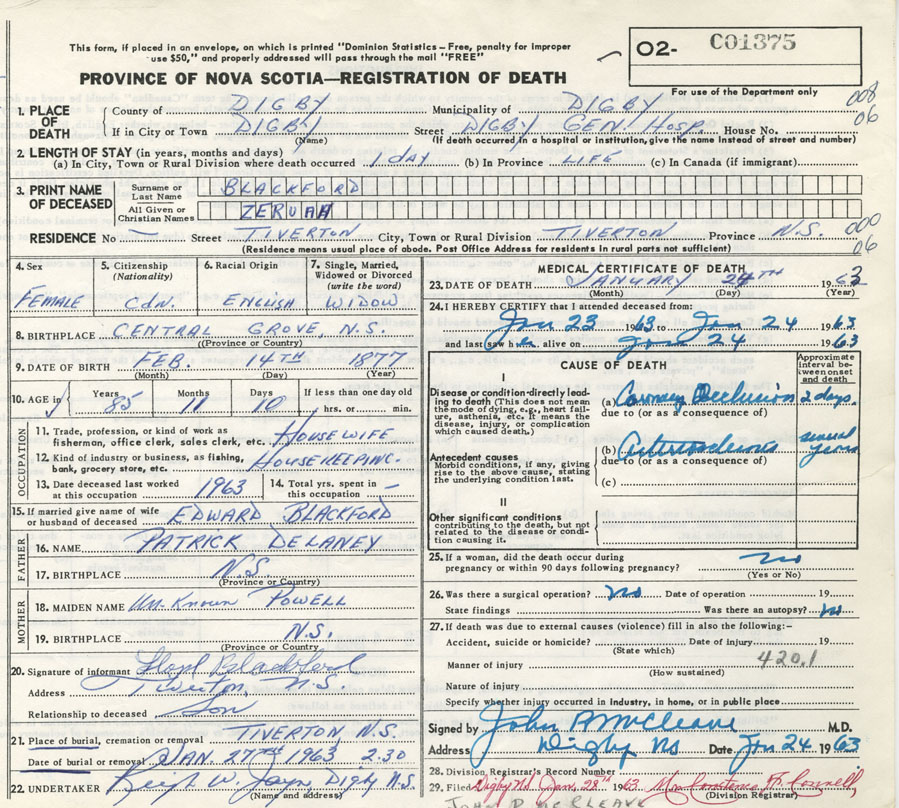 This form, if placed in an envelope, on which is printed "Dominion Statistics – Free, penalty for improper
use $50," and properly addressed will pass through the mail "FREE"
O2- C01375
PROVINCE OF NOVA SCOTIA—REGISTRATION OF DEATH
For use of the Department only
008
06
1. PLACE OF DEATH
County of DIGBY Municipality of DIGBY
If in City or Town DIGBY Street DIGBY GEN. HOSP. House No.
(Name) (If death occurred in a hospital or institution, give the name instead of street and number)
2. LENGTH OF STAY (in years, months and days)
(a) In City, Town or Rural Division where death occurred 1 DAY (b) In Province LIFE (c) In Canada (if immigrant)
3. PRINT NAME OF DECEASED
Surname or Last Name BLACKFORD
All Given or Christian Names ZERUAH
000
06
RESIDENCE No — Street TIVERTON City, Town or Rural Division TIVERTON Province N.S.
(Residence means usual place of abode. Post Office Address for residents in rural parts not sufficient)
4. Sex FEMALE
5. Citizenship (Nationality) CDN.
6. Racial Origin ENGLISH
7. Single, Married, Widowed or Divorced (write the word) WIDOW
8. BIRTHPLACE CENTRAL GROVE, N.S.
(Province or Country)
9. DATE OF BIRTH FEB. 14TH 1877
(Month) (Day) (Year)
10. AGE in Years 85 Months 11 Days 10 If less than one day old hrs. or min.
OCCUPATION
11. Trade, profession, or kind of work as fisherman, office clerk, sales clerk, etc. HOUSEWIFE
12. Kind of industry or business, as fishing, bank, grocery store, etc. HOUSEKEEPING.
13. Date deceased last worked at this occupation 1963
14. Total yrs. spent in this occupation —
15. If married give name of wife or husband of deceased EDWARD BLACKFORD
FATHER
16. NAME PATRICK DELANEY
17. BIRTHPLACE N.S.
(Province or Country)
MOTHER
18. MAIDEN NAME Un-Known POWELL
19. BIRTHPLACE N.S.
(Province or Country)
20. Signature of informant Lloyd Blackford
Address Tiverton, N.S.
Relationship to deceased Son
21. Place of burial, cremation or removal TIVERTON, N.S.
Date of burial or removal JAN. 27TH 1963 2.30
22. UNDERTAKER W. Digby N.S.
(Name and address)
MEDICAL CERTIFICATE OF DEATH
23. DATE OF DEATH JANUARY 24TH 1963
(Month) (Day) (Year)
24. I HEREBY CERTIFY that I attended deceased from:
Jan 23 1963 to Jan 24 1963
and last saw her alive on Jan 24 1963
CAUSE OF DEATH
Approximate interval between onset and death
I
Disease or condition directly leading to death (This does not mean the mode of dying, e.g., heart failure, asthenia, etc. It means the disease, injury, or complication which caused death.)
(a) Coronary Occlusion 2 days.
due to (or as a consequence of)
Antecedent causes
Morbid conditions, if any, giving rise to the above cause, stating the underlying condition last.
(b) Arteriosclerosis several years
due to (or as a consequence of)
(c)
II
Other significant conditions
contributing to the death, but not related to the disease or condition causing it.
25. If a woman, did the death occur during pregnancy or within 90 days following pregnancy? no
(Yes or No)
26. Was there a surgical operation? no Date of operation 19
State findings Was there an autopsy? no
27. If death was due to external causes (violence) fill in also the following:–
Accident, suicide or homicide? Date of injury 19
(State which)
420.1
Manner of injury
(How sustained)
Nature of injury
Specify whether injury occurred in industry, in home, or in public place
Signed by John P. McCleave M.D.
Address Digby NS Date Jan 24 1963
28. Division Registrar's Record Number
29. Filed Digby NS Jan. 28th 1963 Mrs. Constance Connell,
(Division Registrar)
JOHN P. McCLEAVE